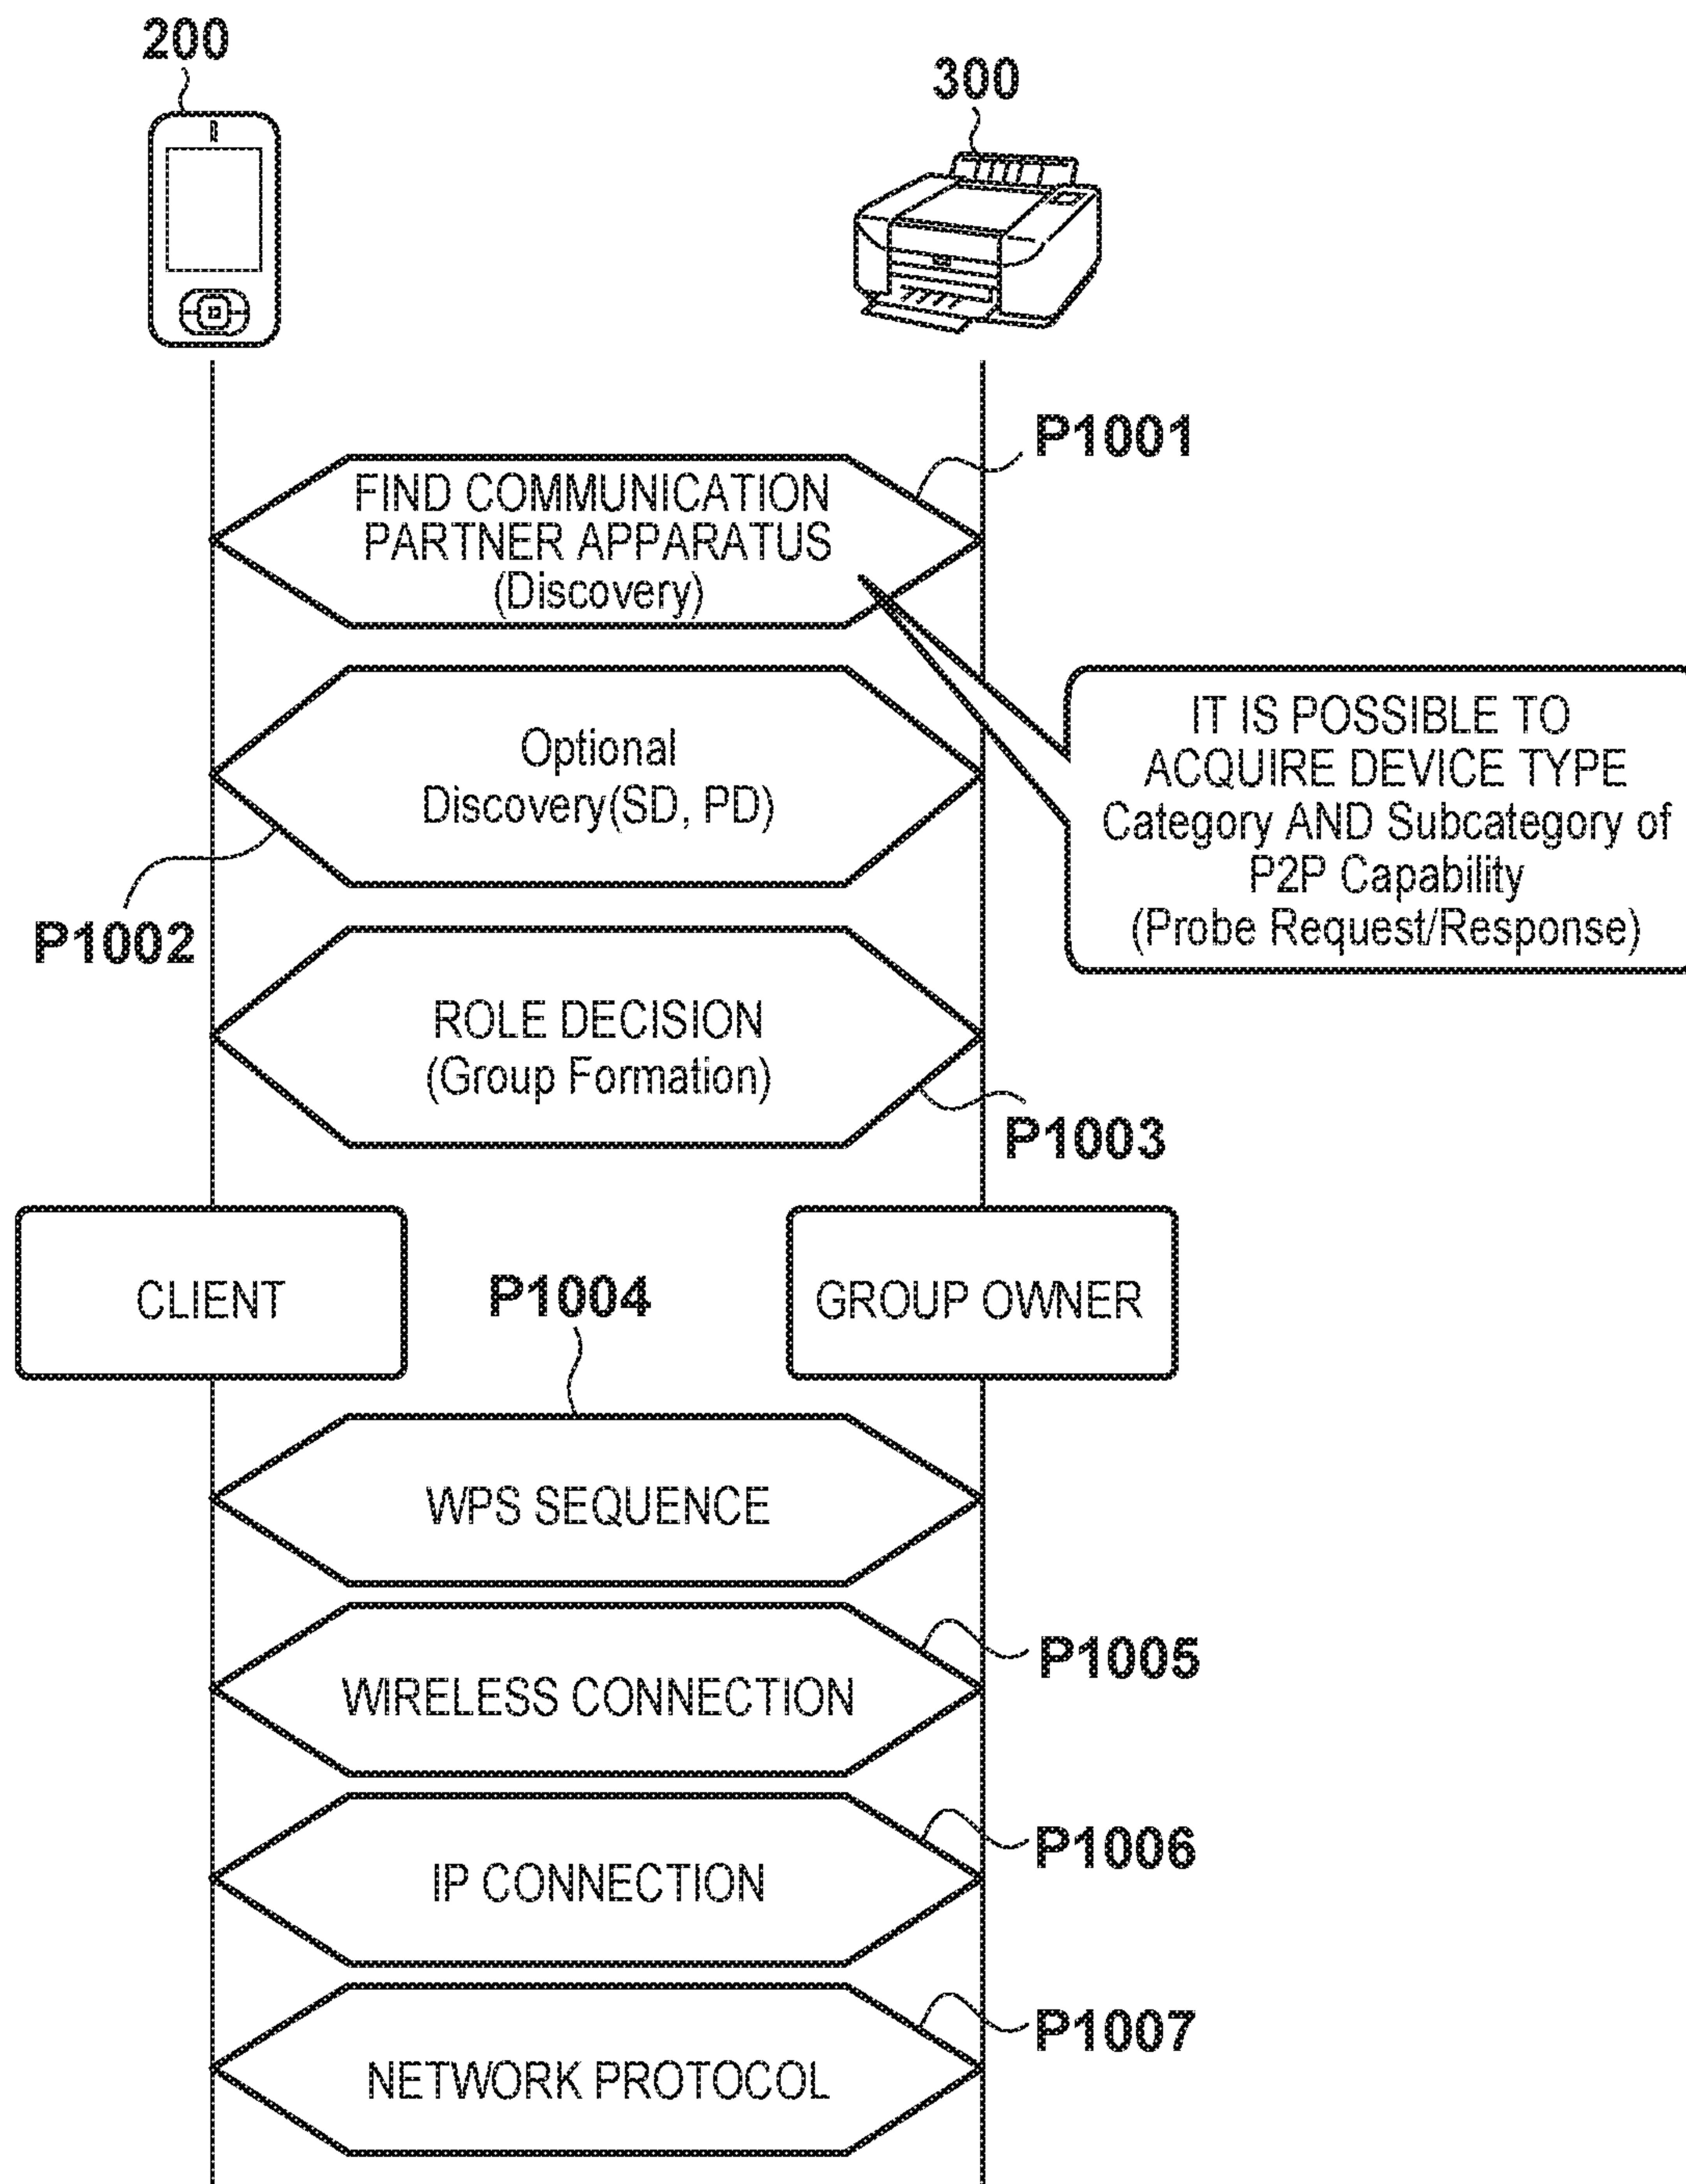 200
300
P1001
FIND COMMUNICATION
PARTNER APPARATUS
(Discovery)
IT IS POSSIBLE TO
ACQUIRE DEVICE TYPE
Category AND Subcategory of
P2P Capability
(Probe Request/Response)
Optional
Discovery(SD, PD)
P1002
ROLE DECISION
(Group Formation)
P1003
CLIENT
P1004
GROUP OWNER
WPS SEQUENCE
P1005
WIRELESS CONNECTION
P1006
IP CONNECTION
P1007
NETWORK PROTOCOL